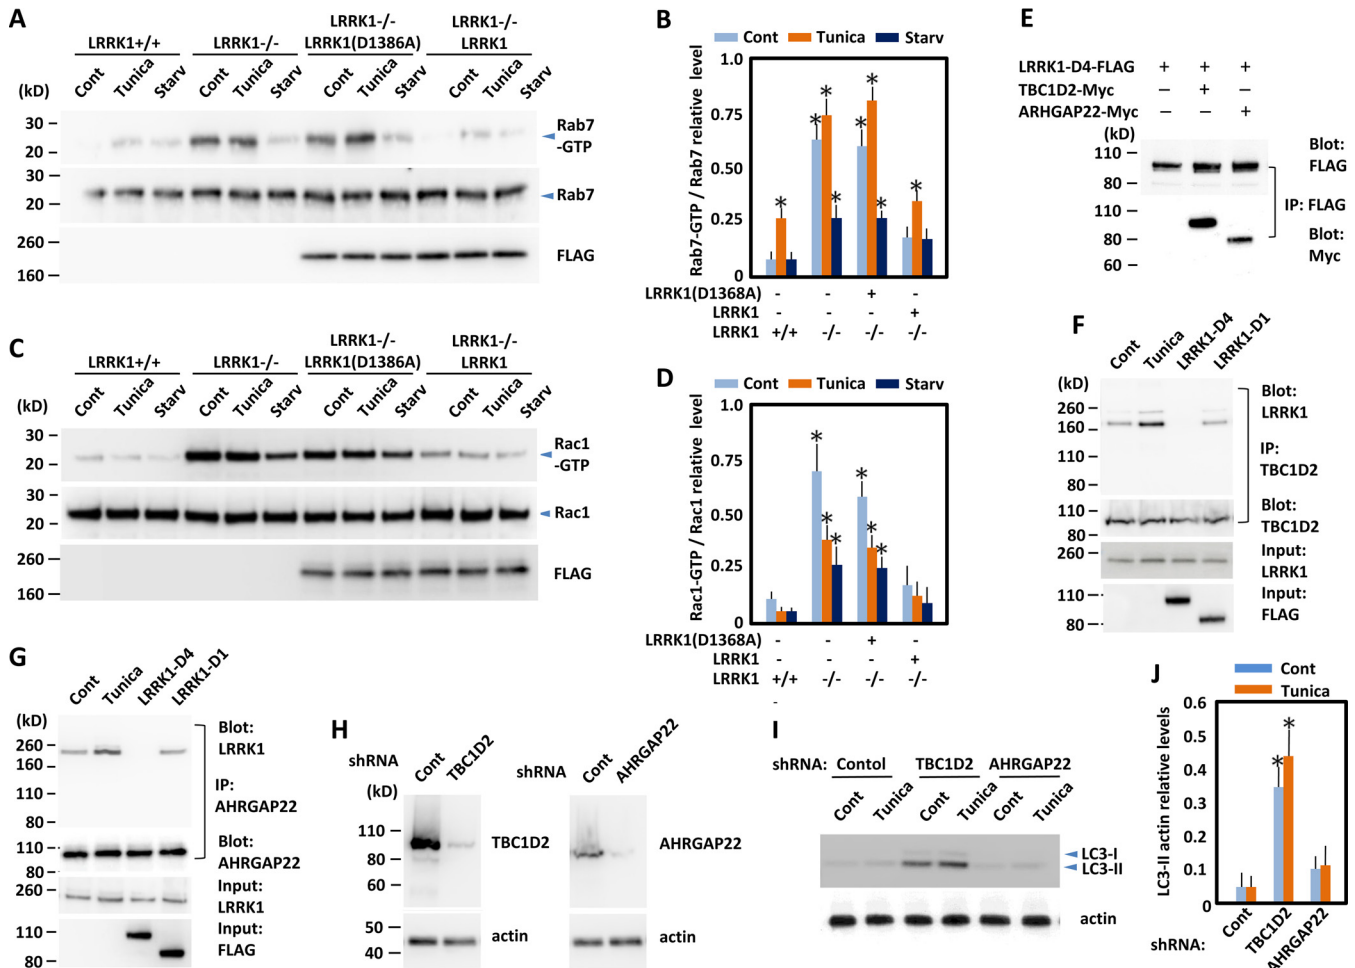 A
LRRK1+/+
LRRK1-/-
LRRK1-/-
LRRK1(D1386A)
LRRK1-/-
LRRK1
Cont Tunica Starv Cont Tunica Starv Cont Tunica Starv Cont Tunica Starv
(kD)
30
20
Rab7
-GTP
30
20
Rab7
260
160
FLAG
B
Cont Tunica Starv
Rab7-GTP / Rab7 relative level
1.0
0.75
0.50
0.25
0
* * * * * * * *
LRRK1(D1368A) - - + -
LRRK1 - - - +
LRRK1 +/+ -/- -/- -/-
C
LRRK1+/+
LRRK1-/-
LRRK1-/-
LRRK1(D1386A)
LRRK1-/-
LRRK1
Cont Tunica Starv Cont Tunica Starv Cont Tunica Starv Cont Tunica Starv
(kD)
30
20
Rac1
-GTP
30
20
Rac1
260
160
FLAG
D
Cont Tunica Starv
Rac1-GTP / Rac1 relative level
1.0
0.75
0.50
0.25
0
* * * * * *
LRRK1(D1368A) - - + -
LRRK1 - - - +
LRRK1 +/+ -/- -/- -/-
-
E
LRRK1-D4-FLAG + + +
TBC1D2-Myc - + -
ARHGAP22-Myc - - +
(kD)
110
80
Blot:
FLAG
IP: FLAG
110
80
60
Blot:
Myc
F
Cont Tunica LRRK1-D4 LRRK1-D1
(kD)
260
160
110
80
Blot:
LRRK1
IP:
TBC1D2
110
80
Blot:
TBC1D2
260
Input:
LRRK1
110
80
Input:
FLAG
G
Cont Tunica LRRK1-D4 LRRK1-D1
(kD)
260
160
110
80
Blot:
LRRK1
IP:
AHRGAP22
110
80
Blot:
AHRGAP22
260
Input:
LRRK1
110
80
Input:
FLAG
H
shRNA Cont TBC1D2
(kD)
110
80
60
TBC1D2
50
40
actin
shRNA Cont AHRGAP22
AHRGAP22
actin
I
shRNA: Contol TBC1D2 AHRGAP22
Cont Tunica Cont Tunica Cont Tunica
LC3-I
LC3-II
actin
J
Cont
Tunica
LC3-II actin relative levels
0.6
0.5
0.4
0.3
0.2
0.1
0
* *
shRNA: Cont TBC1D2 AHRGAP22